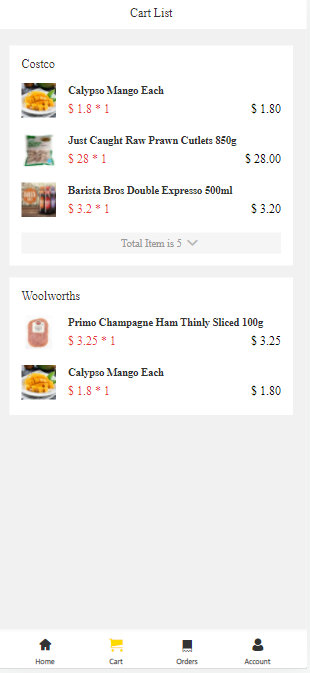 Cart List
Costco
Calypso Mango Each
$ 1.8 * 1 $ 1.80
Just Caught Raw Prawn Cutlets 850g
$ 28 * 1 $ 28.00
Barista Bros Double Expresso 500ml
$ 3.2 * 1 $ 3.20
Total Item is 5
Woolworths
Primo Champagne Ham Thinly Sliced 100g
$ 3.25 * 1 $ 3.25
Calypso Mango Each
$ 1.8 * 1 $ 1.80
Home Cart Orders Account